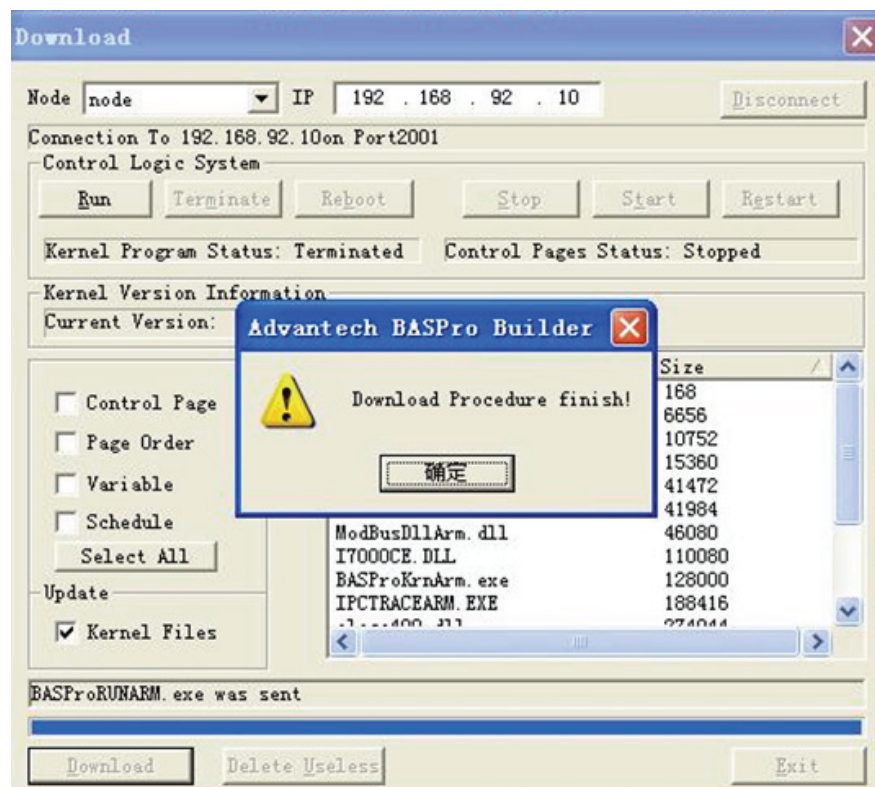 Download
Node node IP 192 . 168 . 92 . 10 Disconnect
Connection To 192.168.92.10on Port2001
Control Logic System
Run Terminate Reboot Stop Start Restart
Kernel Program Status: Terminated Control Pages Status: Stopped
Kernel Version Information
Current Version:
Advantech BASPro Builder
Download Procedure finish!
确定
Size
168
6656
10752
15360
41472
41984
Control Page
Page Order
Variable
Schedule
Select All
ModBusDllArm.dll 46080
I7000CE.DLL 110080
BASProKrnArm.exe 128000
IPCTRACEARM.EXE 188416
Update
Kernel Files
BASProRUNARM.exe was sent
Download Delete Useless Exit